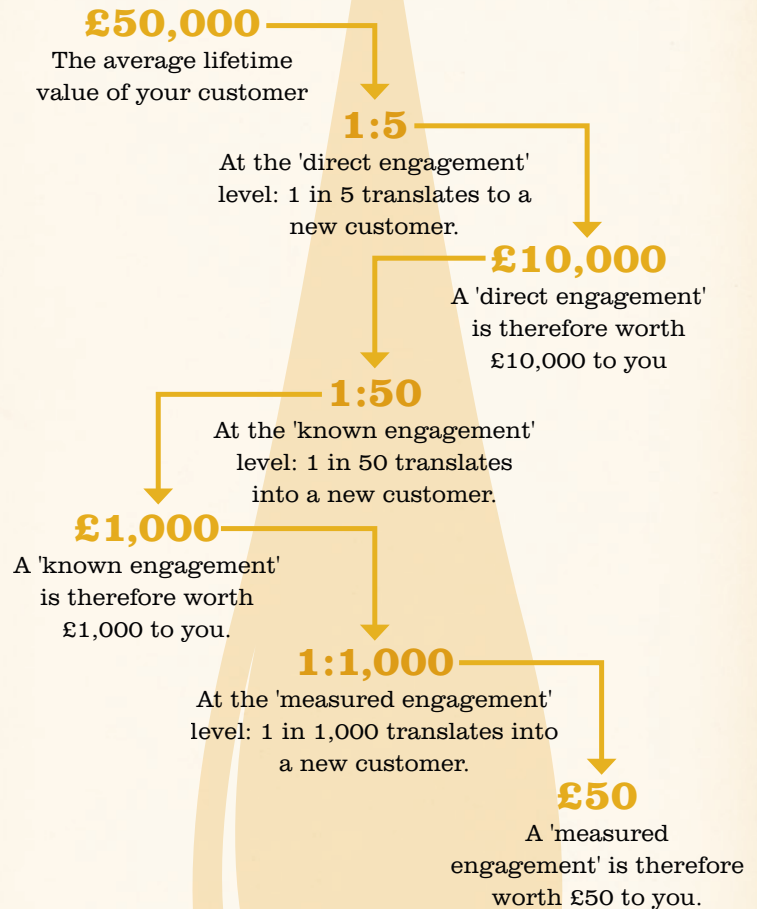 £50,000
The average lifetime
value of your customer
1:5
At the 'direct engagement'
level: 1 in 5 translates to a
new customer.
£10,000
A 'direct engagement'
is therefore worth
£10,000 to you
1:50
At the 'known engagement'
level: 1 in 50 translates
into a new customer.
£1,000
A 'known engagement'
is therefore worth
£1,000 to you.
1:1,000
At the 'measured engagement'
level: 1 in 1,000 translates into
a new customer.
£50
A 'measured
engagement' is therefore
worth £50 to you.